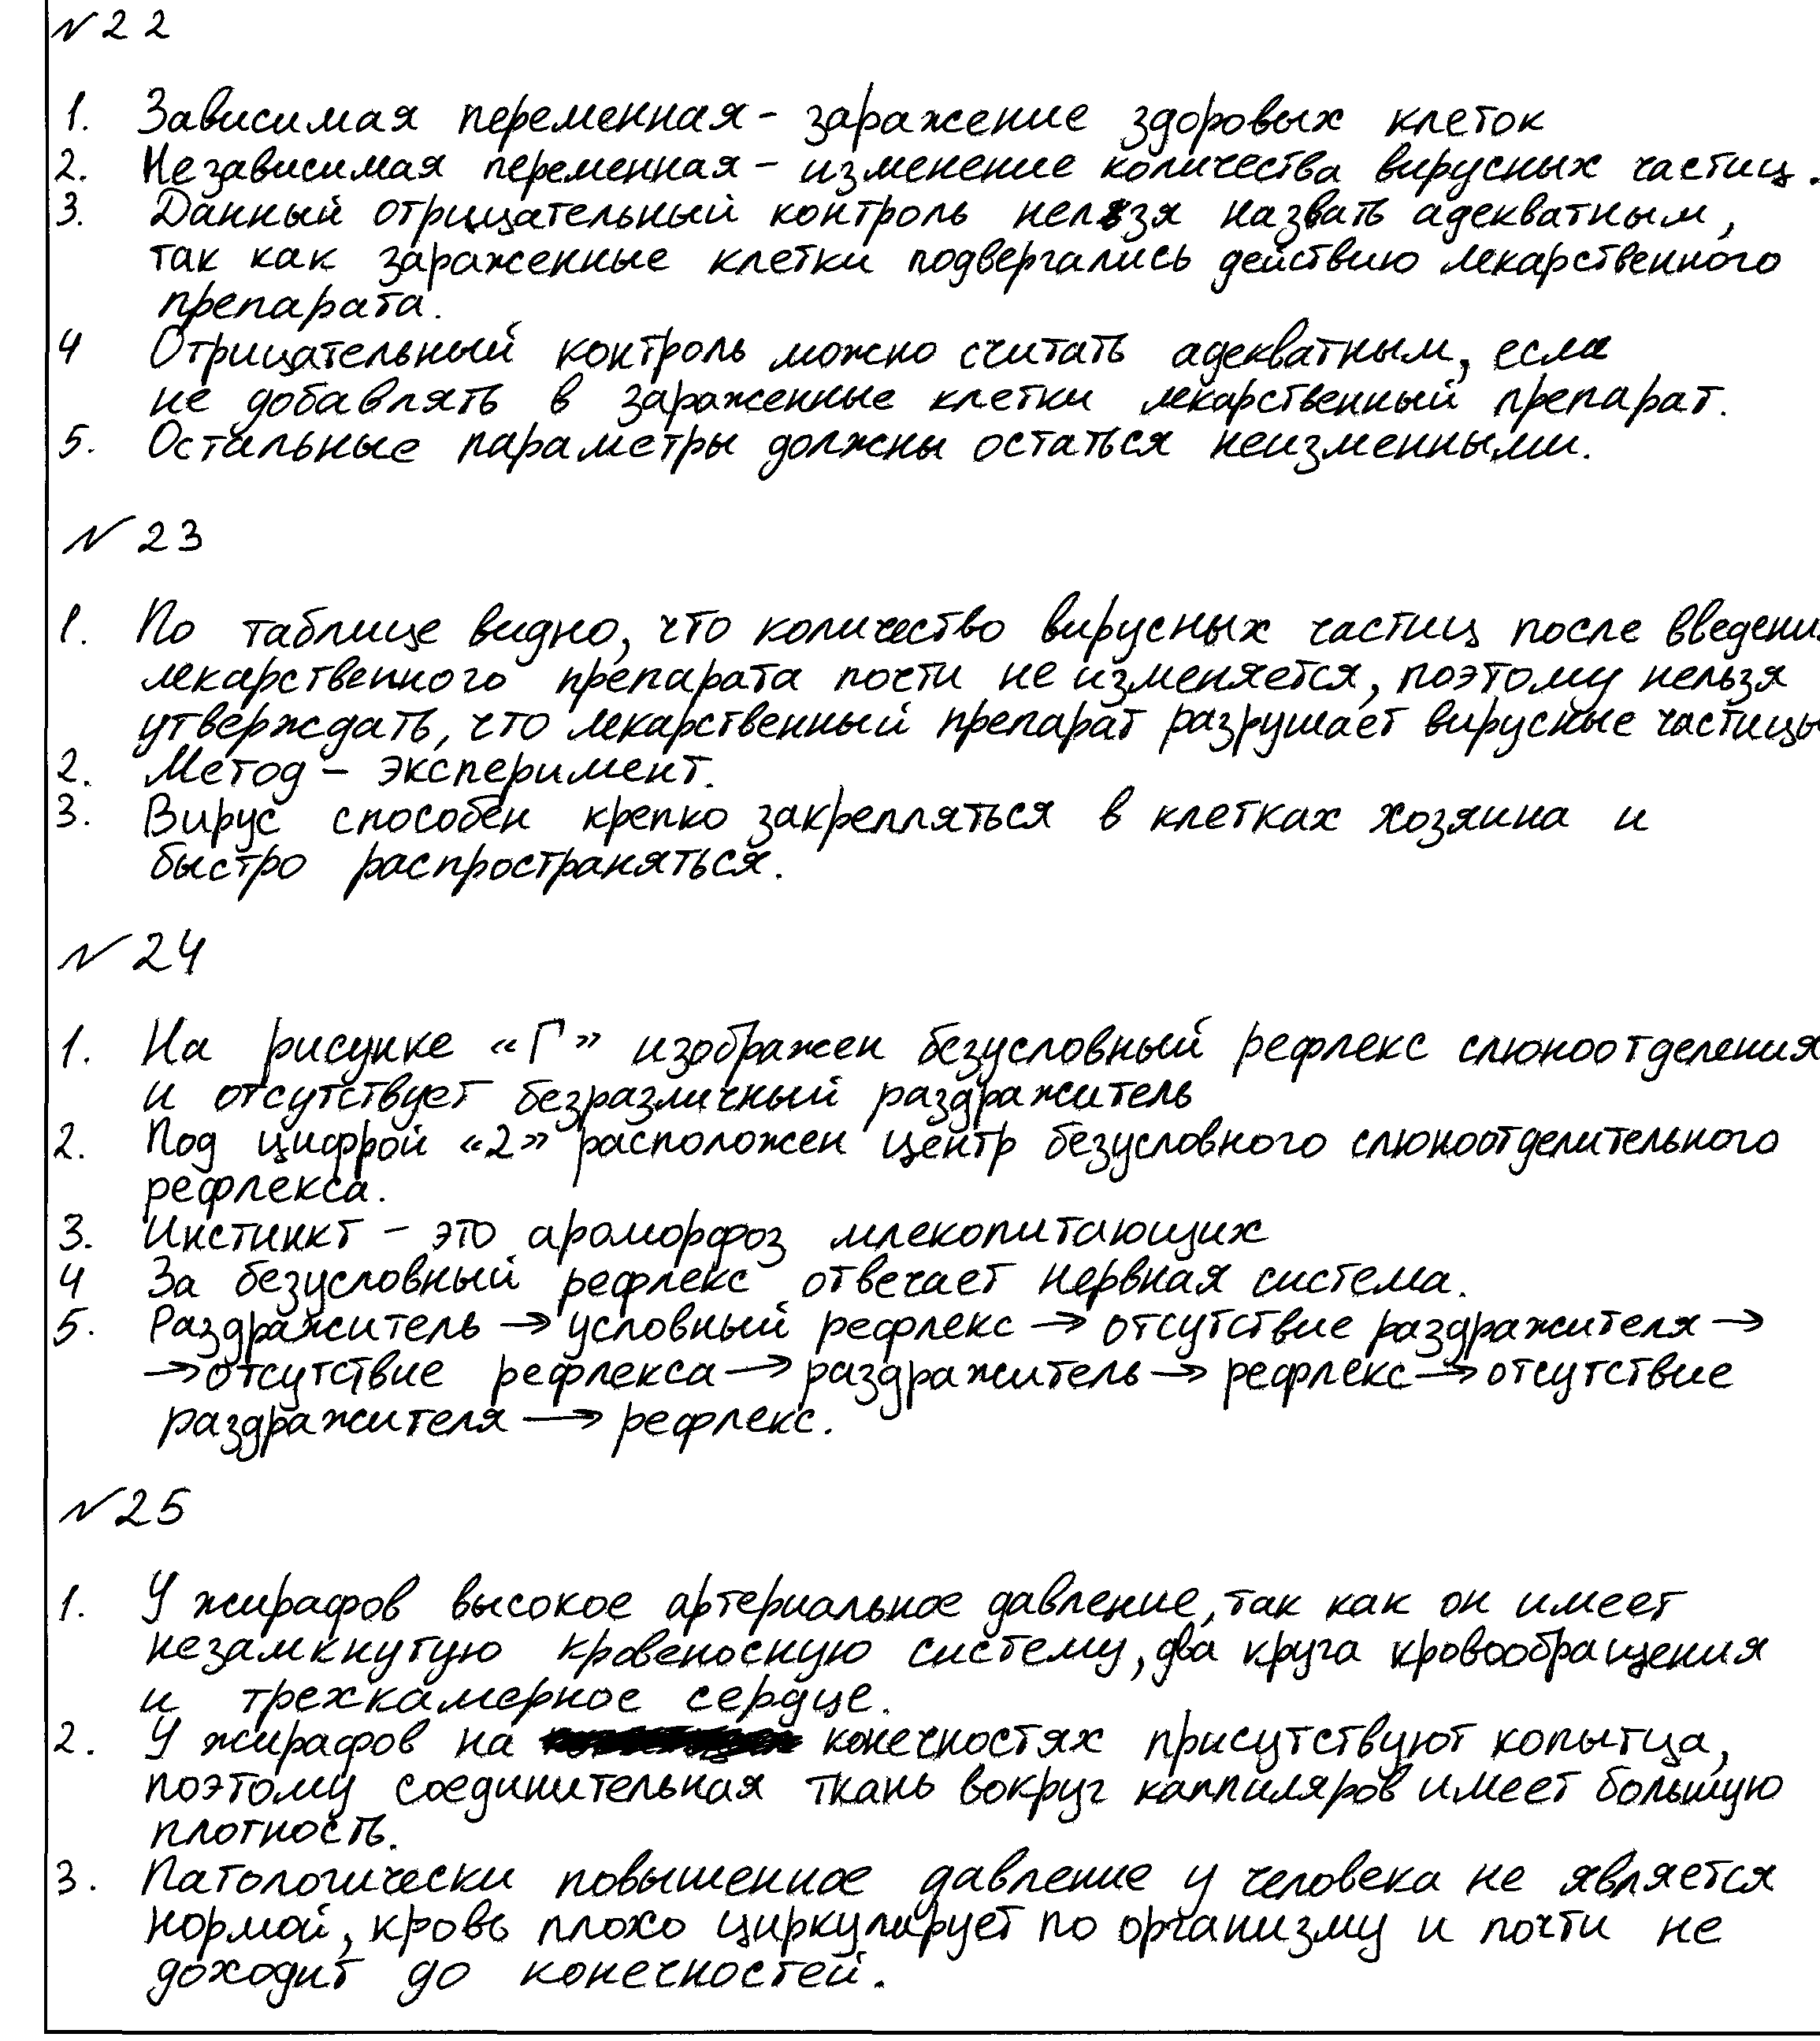 №22
1. Зависимая переменная - заражение здоровых клеток
2. Независимая переменная - изменение количества вирусных частиц.
3. Данный отрицательный контроль нельзя назвать адекватным,
так как зараженные клетки подвергались действию лекарственного
препарата.
4 Отрицательный контроль можно считать адекватным, если
не добавлять в зараженные клетки лекарственный препарат.
5. Остальные параметры должны остаться неизменными.
№23
1. По таблице видно, что количество вирусных частиц после введени
лекарственного препарата почти не изменяется, поэтому нельзя
утверждать, что лекарственный препарат разрушает вирусные частицы
2. Метод - эксперимент.
3. Вирус способен крепко закрепляться в клетках хозяина и
быстро распространяться.
№24
1. На рисунке «Г» изображен безусловный рефлекс слюноотделения
и отсутствует безразличный раздражитель
2. Под цифрой «2» расположен центр безусловного слюноотделительного
рефлекса.
3. Инстинкт - это ароморфоз млекопитающих
4 За безусловный рефлекс отвечает нервная система.
5. Раздражитель → условный рефлекс → отсутствие раздражителя →
→ отсутствие рефлекса → раздражитель → рефлекс → отсутствие
раздражителя → рефлекс.
№25
1. У жирафов высокое артериальное давление, так как он имеет
незамкнутую кровеносную систему, два круга кровообращения
и трехкамерное сердце.
2. У жирафов на конечностях присутствуют копытца,
поэтому соединительная ткань вокруг каппиляров имеет большую
плотность.
3. Патологически повышенное давление у человека не является
нормой, кровь плохо циркулирует по организму и почти не
доходит до конечностей.